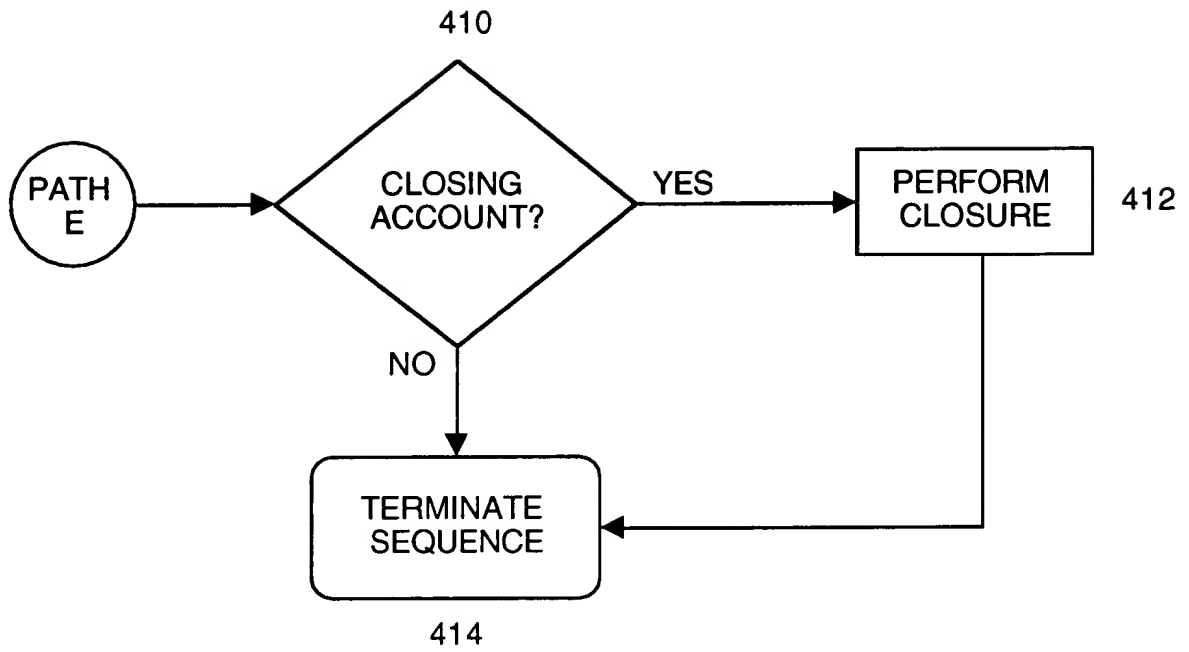 410
PATH
E
CLOSING
ACCOUNT?
YES
PERFORM
CLOSURE
412
NO
TERMINATE
SEQUENCE
414